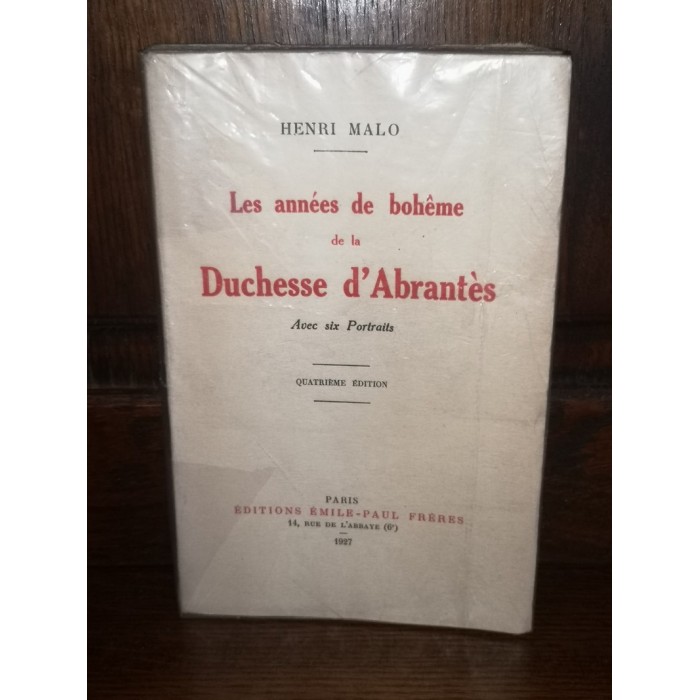 HENRI MALO
Les années de bohême
de la
Duchesse d'Abrantès
Avec six Portraits
QUATRIÈME ÉDITION
PARIS
ÉDITIONS ÉMILE-PAUL FRÈRES
14, RUE DE L'ABBAYE (6ᵉ)
1927